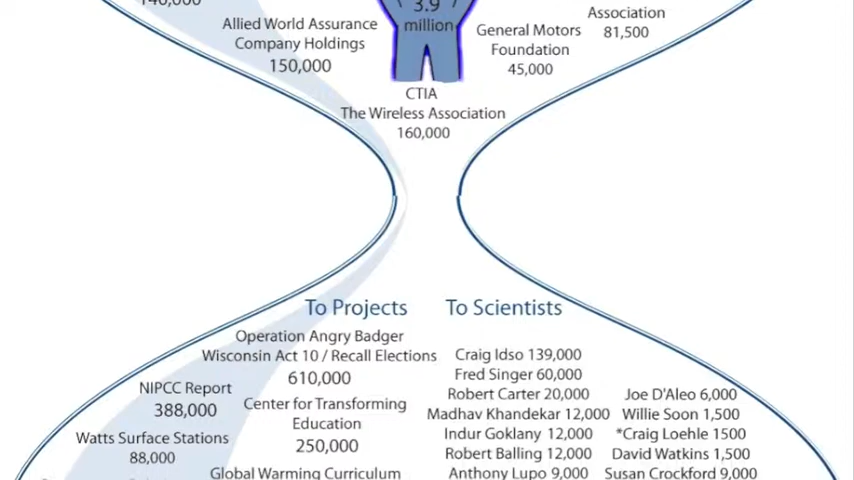 140,000
3.9
million
Allied World Assurance
Company Holdings
150,000
Association
81,500
General Motors
Foundation
45,000
CTIA
The Wireless Association
160,000
To Projects
Operation Angry Badger
Wisconsin Act 10 / Recall Elections
610,000
NIPCC Report
388,000
Center for Transforming
Education
250,000
Watts Surface Stations
88,000
Global Warming Curriculum
To Scientists
Craig Idso 139,000
Fred Singer 60,000
Robert Carter 20,000
Madhav Khandekar 12,000
Indur Goklany 12,000
Robert Balling 12,000
Anthony Lupo 9,000
Joe D'Aleo 6,000
Willie Soon 1,500
*Craig Loehle 1500
David Watkins 1,500
Susan Crockford 9,000